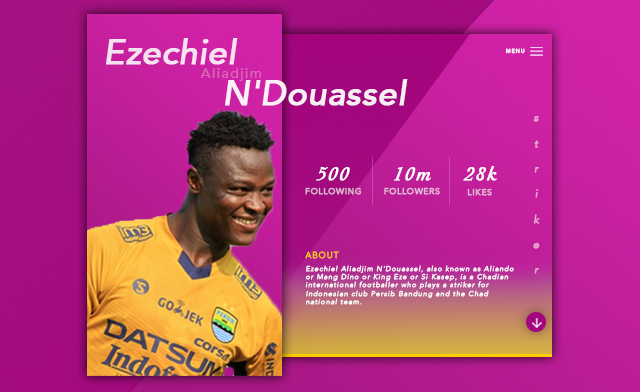 Ezechiel
Aliadjim
N'Douassel
MENU
500
FOLLOWING
10m
FOLLOWERS
28k
LIKES
s
t
r
i
k
e
r
ABOUT
Ezechiel Aliadjim N'Douassel, also known as Aliando
or Mang Dino or King Eze or Si Kasep, is a Chadian
international footballer who plays a striker for
Indonesian club Persib Bandung and the Chad
national team.
GOJEK
PERSIB
corsa
DATSUN
Indofo